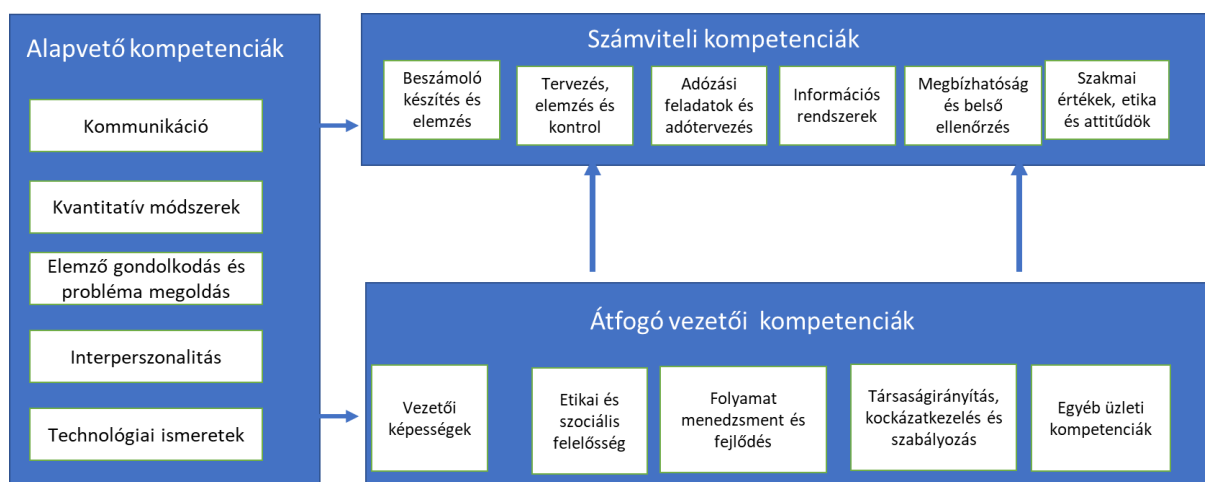 Alapvető kompetenciák
Kommunikáció
Kvantitatív módszerek
Elemző gondolkodás és
probléma megoldás
Interperszonalitás
Technológiai ismeretek
Számviteli kompetenciák
Beszámoló
készítés és
elemzés
Tervezés,
elemzés és
kontrol
Adózási
feladatok és
adótervezés
Információs
rendszerek
Megbízhatóság
és belső
ellenőrzés
Szakmai
értékek, etika
és attitűdök
Átfogó vezetői kompetenciák
Vezetői
képességek
Etikai és
szociális
felelősség
Folyamat
menedzsment és
fejlődés
Társaságirányítás,
kockázatkezelés és
szabályozás
Egyéb üzleti
kompetenciák